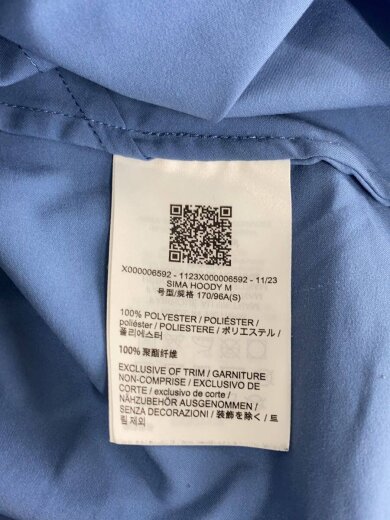 X000006592 - 1123X000006592 - 11/23
SIMA HOODY M
号型/规格 170/96A(S)
100% POLYESTER / POLIÉSTER /
poliéster / POLIESTERE / ポリエステル /
폴리에스터
100% 聚酯纤维
EXCLUSIVE OF TRIM / GARNITURE
NON-COMPRISE / EXCLUSIVO DE
CORTE / exclusivo de corte /
NÄHZUBEHÖR AUSGENOMMEN /
SENZA DECORAZIONI / 装飾を除く / 트
림 제외